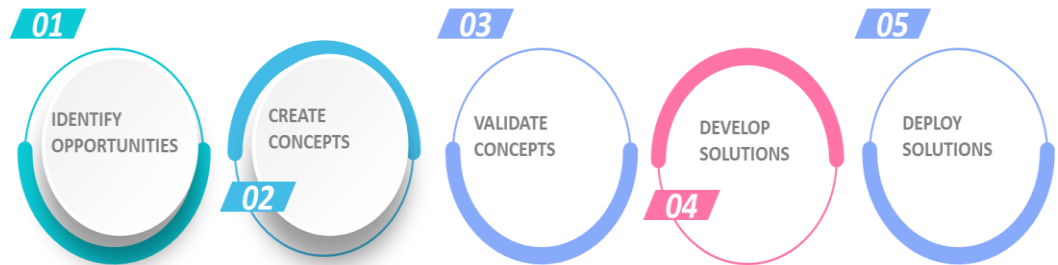 01
IDENTIFY
OPPORTUNITIES
CREATE
CONCEPTS
02
03
VALIDATE
CONCEPTS
DEVELOP
SOLUTIONS
04
05
DEPLOY
SOLUTIONS